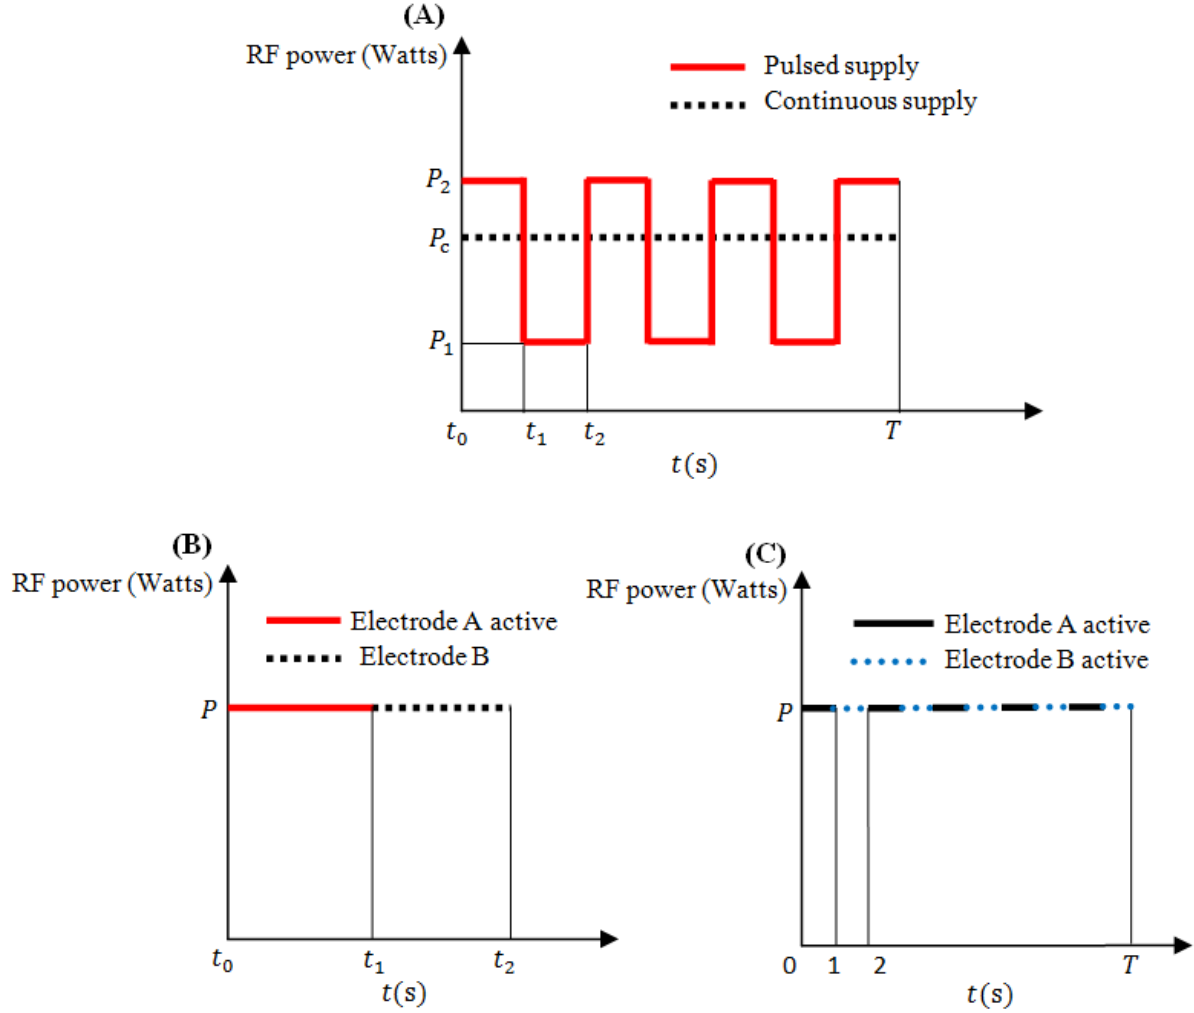 (A)
RF power (Watts)
Pulsed supply
Continuous supply
P₂
P_c
P₁
t₀ t₁ t₂ T
t(s)
(B)
RF power (Watts)
Electrode A active
Electrode B
P
t₀ t₁ t₂
t(s)
(C)
RF power (Watts)
Electrode A active
Electrode B active
P
0 1 2 T
t(s)